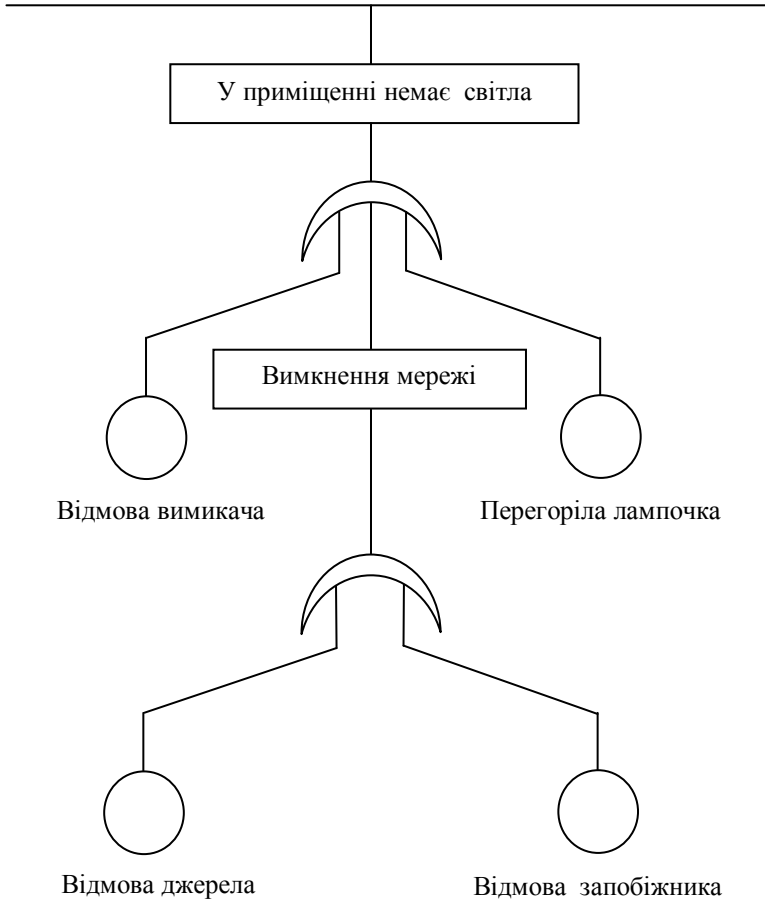 У приміщенні немає світла
Вимкнення мережі
Відмова вимикача
Перегоріла лампочка
Відмова джерела
Відмова запобіжника